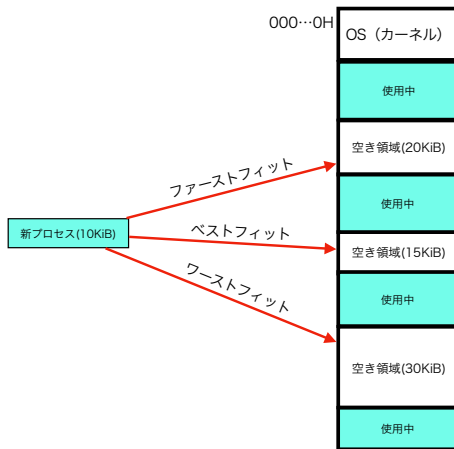 000…0H
OS（カーネル）
使用中
空き領域(20KiB)
ファーストフィット
使用中
新プロセス(10KiB)
ベストフィット
空き領域(15KiB)
ワーストフィット
使用中
空き領域(30KiB)
使用中